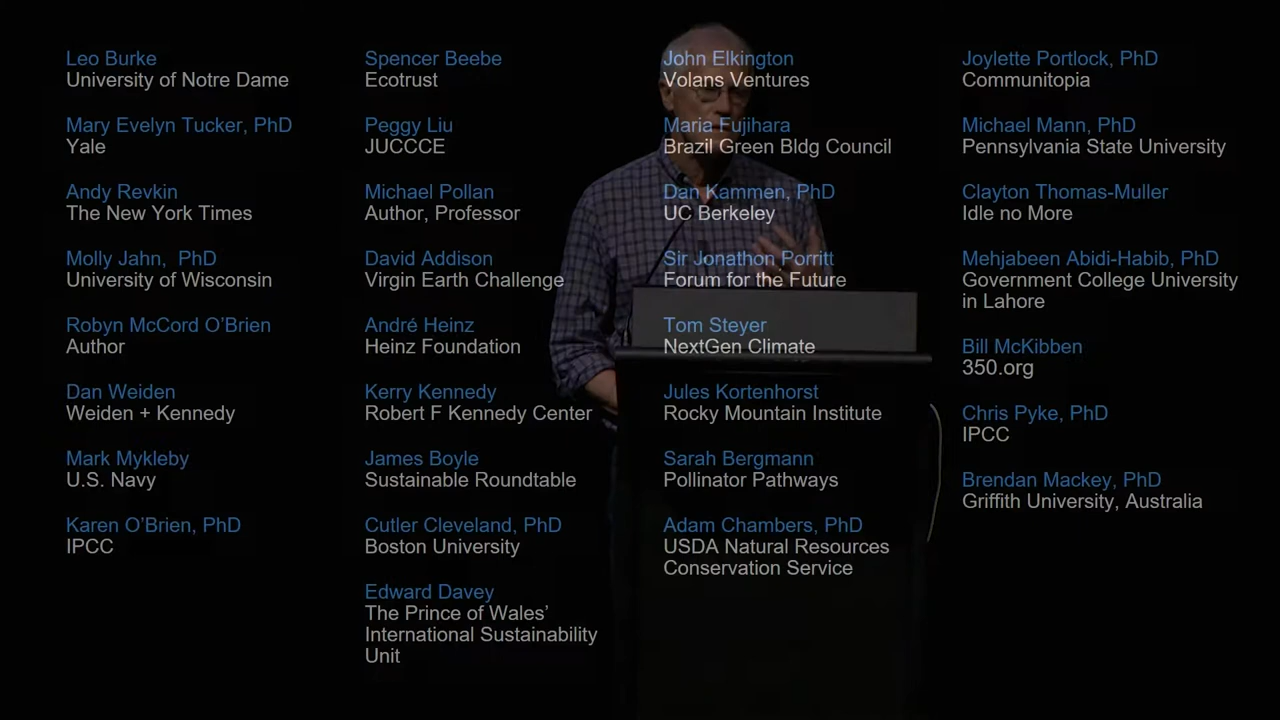 Leo Burke
University of Notre Dame
Mary Evelyn Tucker, PhD
Yale
Andy Revkin
The New York Times
Molly Jahn,  PhD
University of Wisconsin
Robyn McCord O’Brien
Author
Dan Weiden
Weiden + Kennedy
Mark Mykleby
U.S. Navy
Karen O’Brien, PhD
IPCC
Spencer Beebe
Ecotrust
Peggy Liu
JUCCCE
Michael Pollan
Author, Professor
David Addison
Virgin Earth Challenge
André Heinz
Heinz Foundation
Kerry Kennedy
Robert F Kennedy Center
James Boyle
Sustainable Roundtable
Cutler Cleveland, PhD
Boston University
Edward Davey
The Prince of Wales’
International Sustainability
Unit
John Elkington
Volans Ventures
Maria Fujihara
Brazil Green Bldg Council
Dan Kammen, PhD
UC Berkeley
Sir Jonathon Porritt
Forum for the Future
Tom Steyer
NextGen Climate
Jules Kortenhorst
Rocky Mountain Institute
Sarah Bergmann
Pollinator Pathways
Adam Chambers, PhD
USDA Natural Resources
Conservation Service
Joylette Portlock, PhD
Communitopia
Michael Mann, PhD
Pennsylvania State University
Clayton Thomas-Muller
Idle no More
Mehjabeen Abidi-Habib, PhD
Government College University
in Lahore
Bill McKibben
350.org
Chris Pyke, PhD
IPCC
Brendan Mackey, PhD
Griffith University, Australia